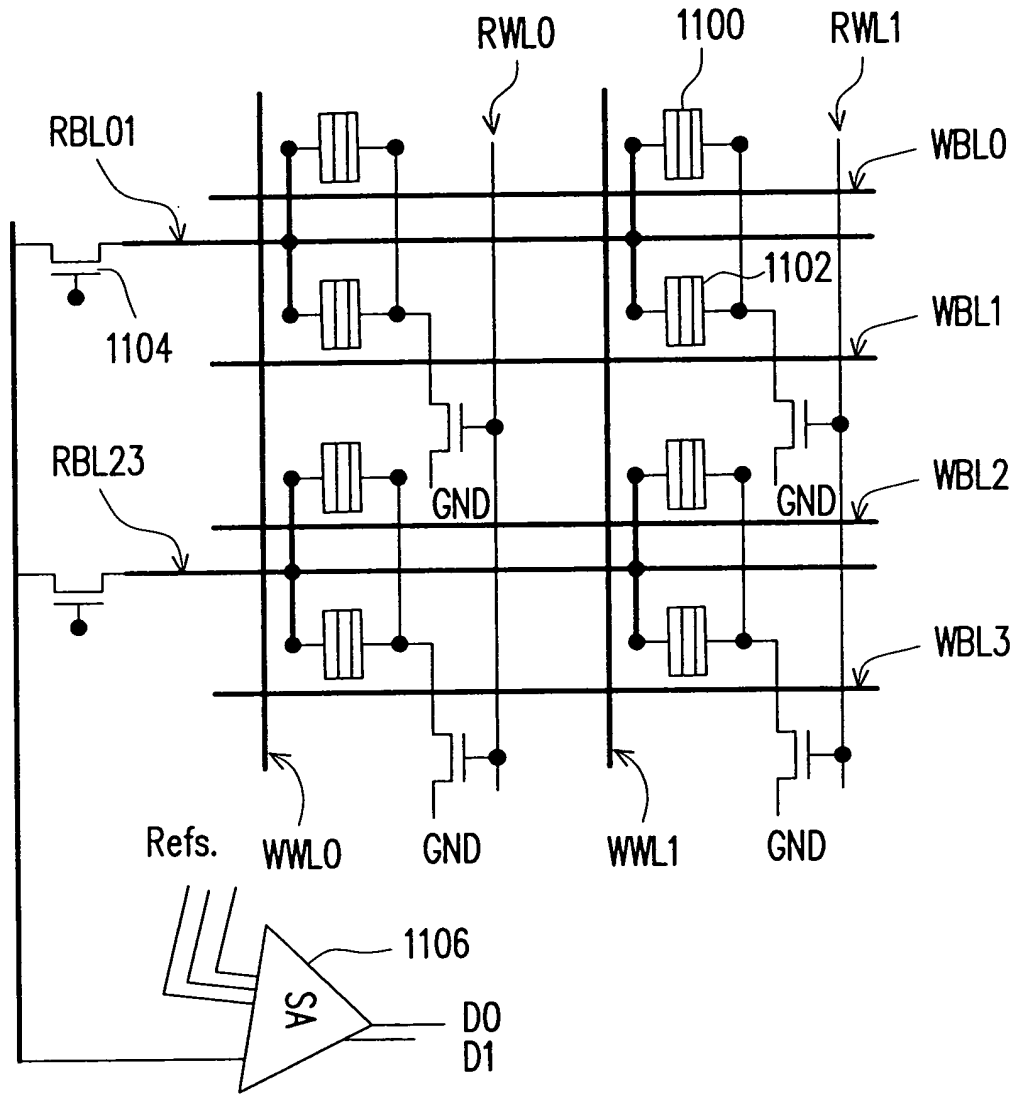 RWL0
1100
RWL1
RBL01
WBL0
1102
1104
WBL1
RBL23
GND
GND
WBL2
WBL3
Refs.
WWL0
GND
WWL1
GND
1106
SA
D0
D1